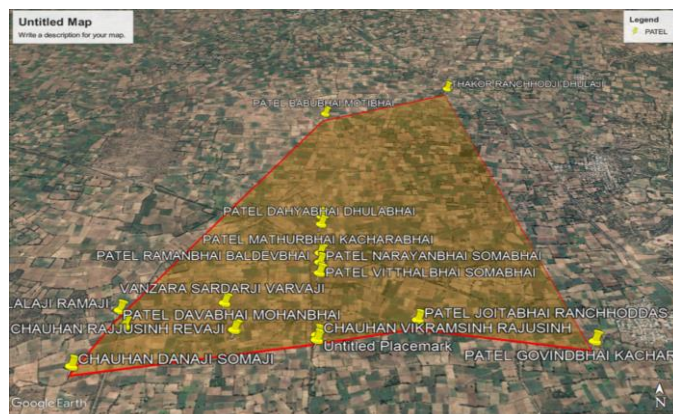 Untitled Map
Write a description for your map.
Legend
PATEL
THAKOR RANCHHODJI DHULAJI
PATEL BABUBHAI MOTIBHAI
PATEL DAHYABHAI DHULABHAI
PATEL MATHURBHAI KACHARABHAI
PATEL RAMANBHAI BALDEVBHAI
PATEL NARAYANBHAI SOMABHAI
PATEL VITTHALBHAI SOMABHAI
VANZARA SARDARJI VARVAJI
LALAJI RAMAJI
PATEL DAVABHAI MOHANBHAI
PATEL JOITABHAI RANCHHODDAS
CHAUHAN RAJJUSINH REVAJI
CHAUHAN VIKRAMSINH RAJUSINH
Untitled Placemark
PATEL GOVINDBHAI KACHAR
CHAUHAN DANAJI SOMAJI
Google Earth
N